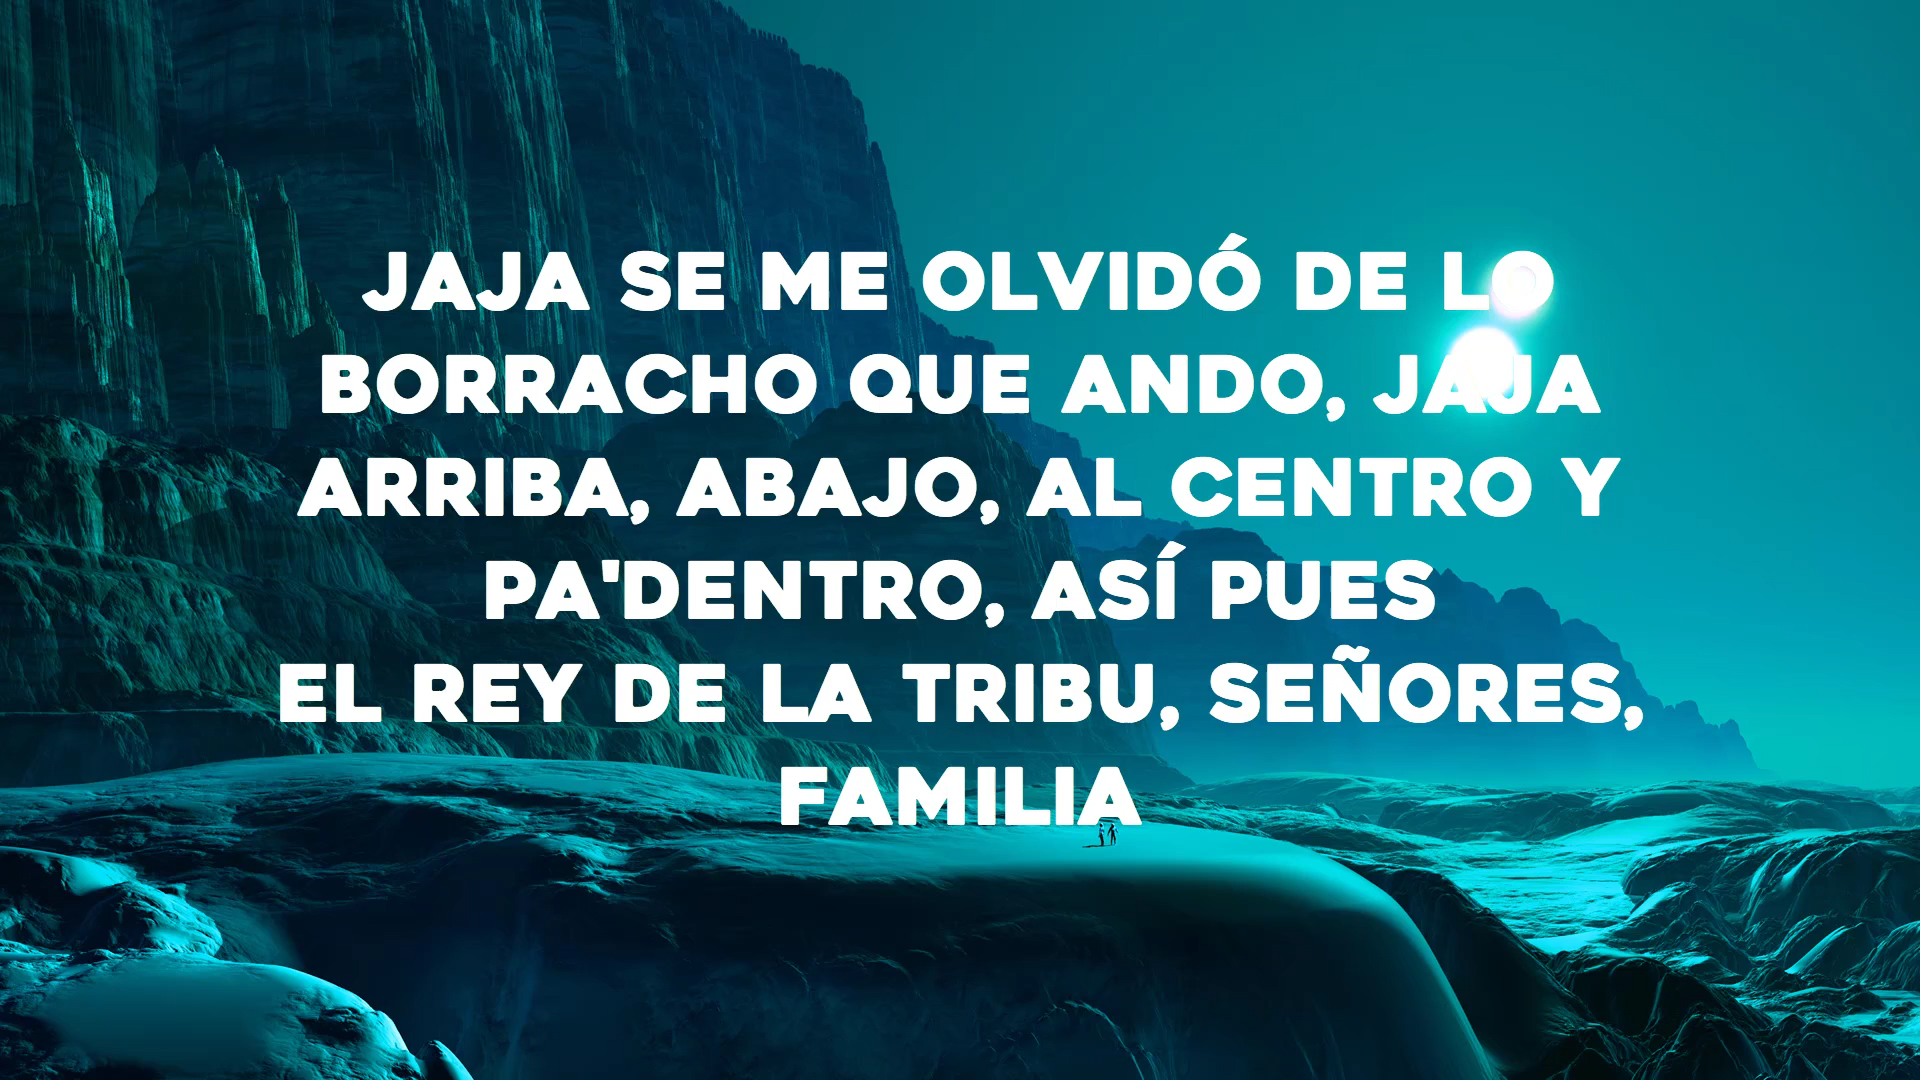 JAJA SE ME OLVIDÓ DE LO
BORRACHO QUE ANDO, JAJA
ARRIBA, ABAJO, AL CENTRO Y
PA'DENTRO, ASÍ PUES
EL REY DE LA TRIBU, SEÑORES,
FAMILIA